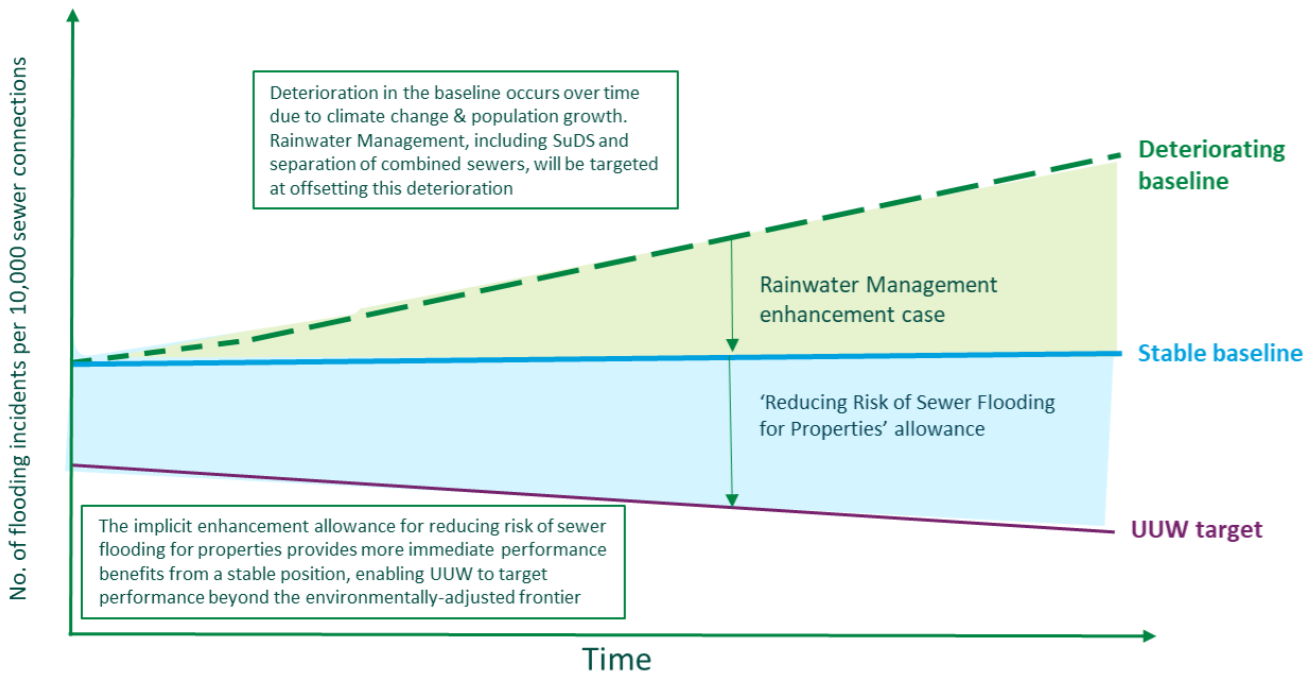 No. of flooding incidents per 10,000 sewer connections
Deterioration in the baseline occurs over time
due to climate change & population growth.
Rainwater Management, including SuDS and
separation of combined sewers, will be targeted
at offsetting this deterioration
Deteriorating
baseline
Rainwater Management
enhancement case
Stable baseline
‘Reducing Risk of Sewer Flooding
for Properties’ allowance
The implicit enhancement allowance for reducing risk of sewer
flooding for properties provides more immediate performance
benefits from a stable position, enabling UUW to target
performance beyond the environmentally-adjusted frontier
UUW target
Time